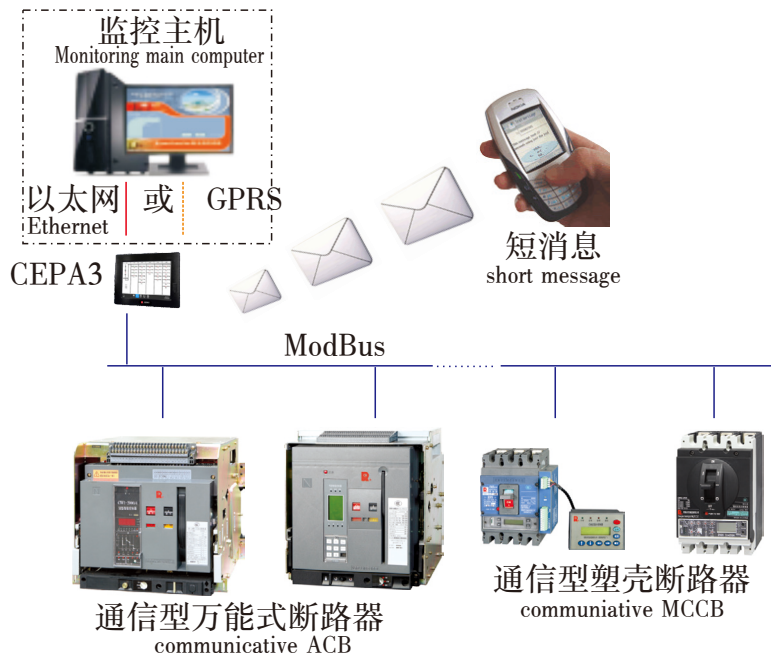 监控主机
Monitoring main computer
以太网 或 GPRS
Ethernet
CEPA3
短消息
short message
ModBus
通信型万能式断路器
communicative ACB
通信型塑壳断路器
communiative MCCB